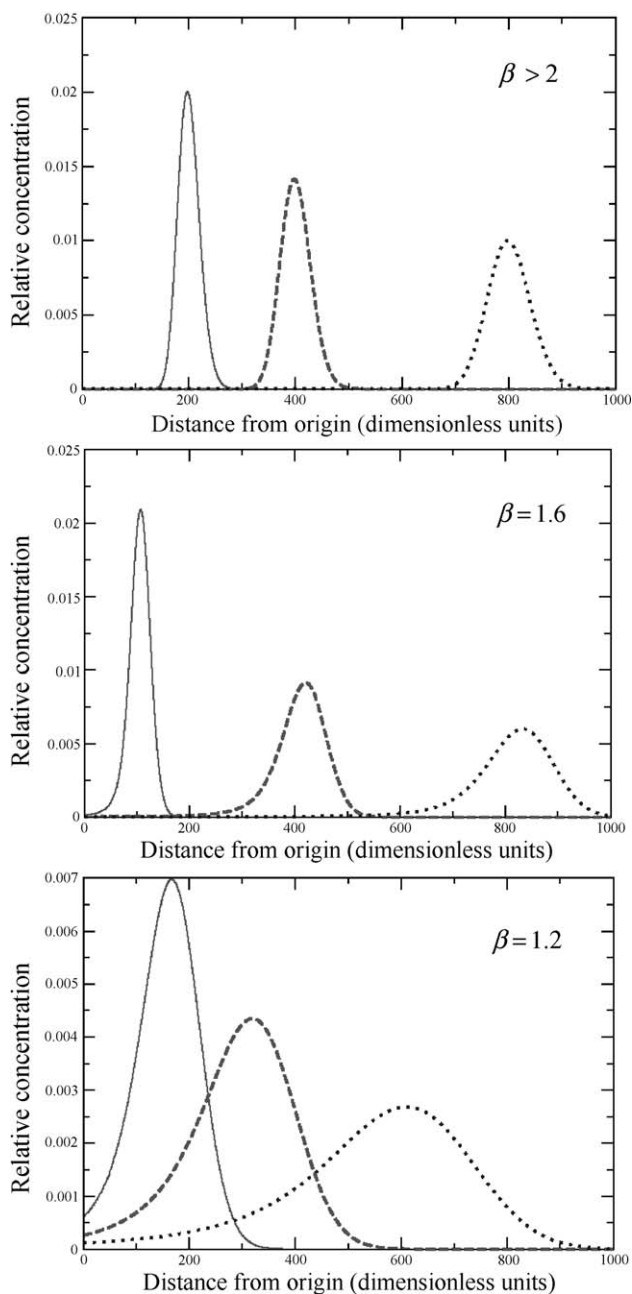 0.025
β > 2
0.02
0.015
0.01
0.005
0
0 200 400 600 800 1000
Relative concentration
Distance from origin (dimensionless units)
0.025
β = 1.6
0.02
0.015
0.01
0.005
0
0 200 400 600 800 1000
Relative concentration
Distance from origin (dimensionless units)
0.007
β = 1.2
0.006
0.005
0.004
0.003
0.002
0.001
0
0 200 400 600 800 1000
Relative concentration
Distance from origin (dimensionless units)